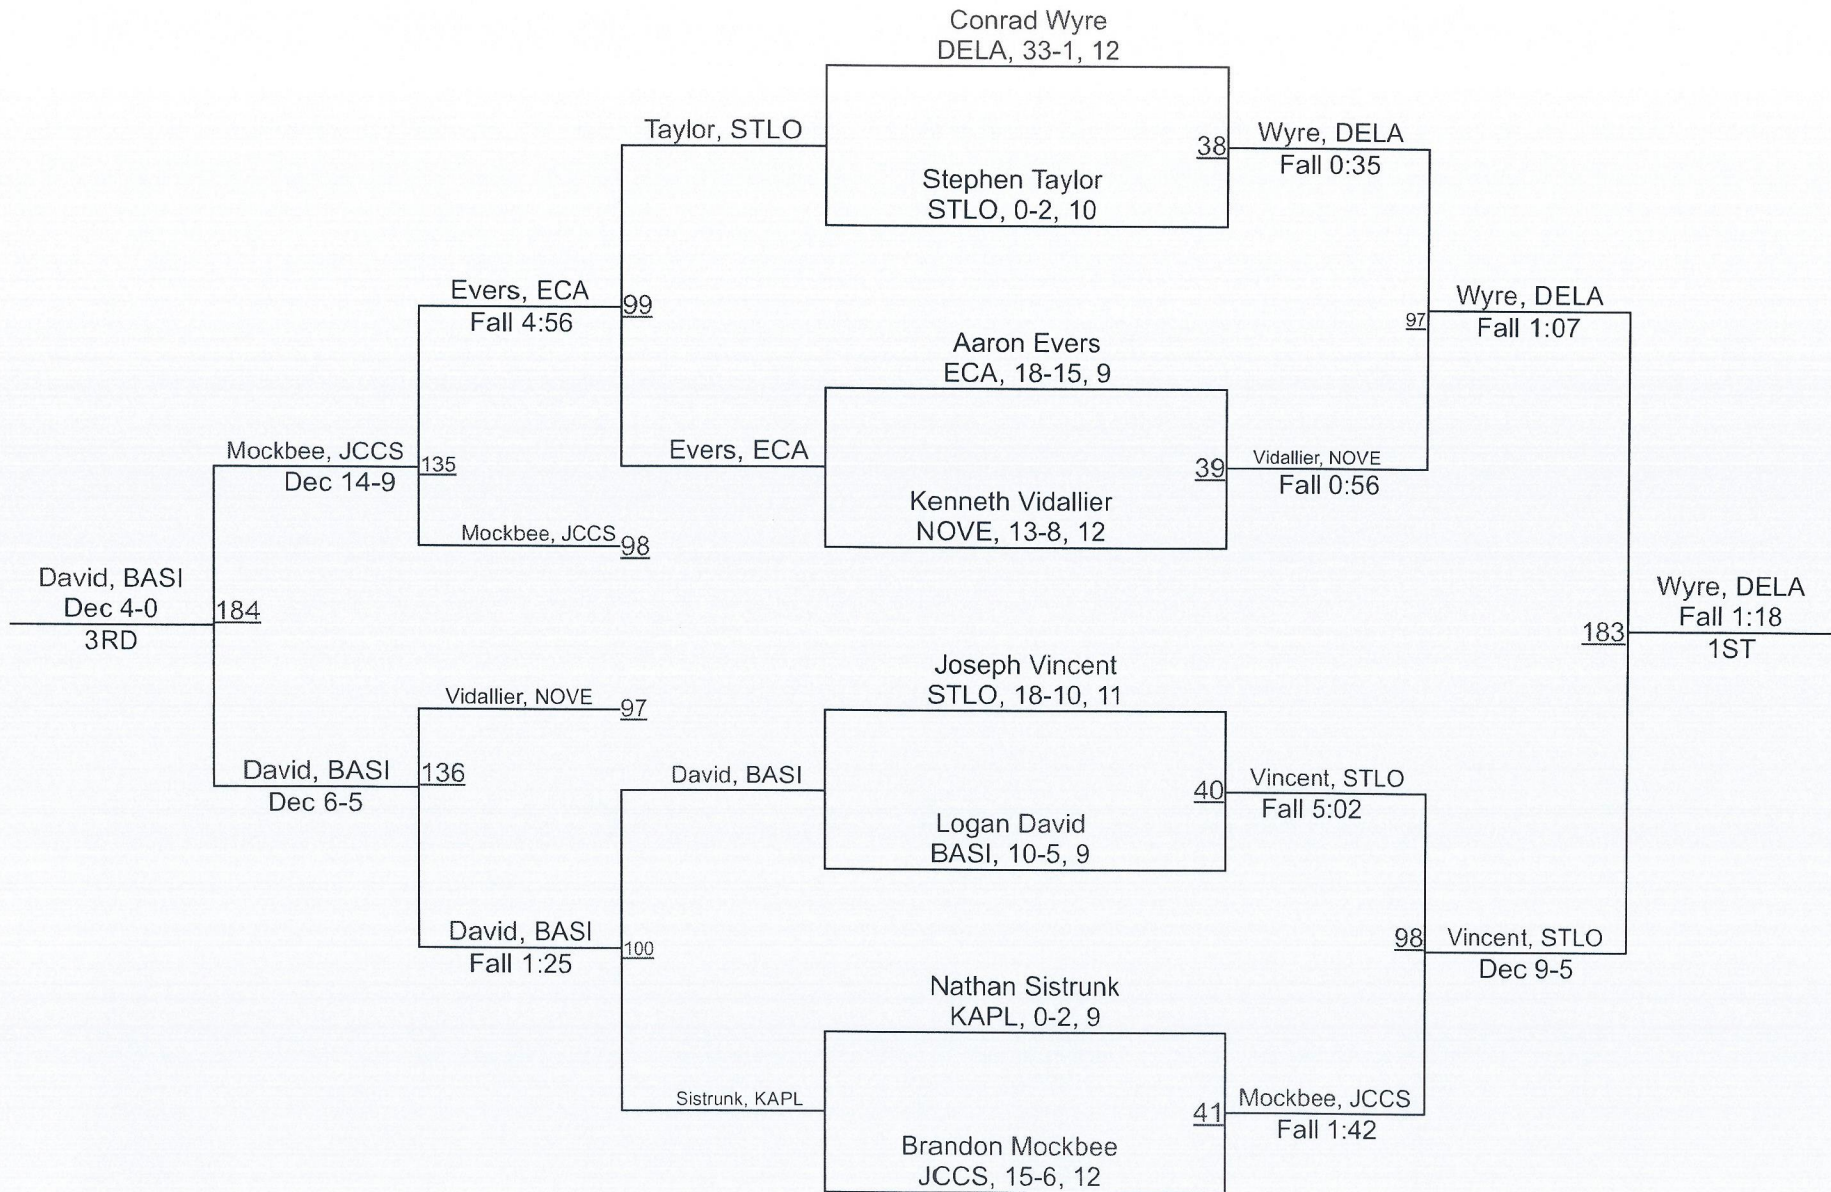 Conrad Wyre
DELA, 33-1, 12
Taylor, STLO
38
Wyre, DELA
Fall 0:35
Stephen Taylor
STLO, 0-2, 10
Evers, ECA
Fall 4:56
99
Wyre, DELA
Fall 1:07
97
Aaron Evers
ECA, 18-15, 9
Mockbee, JCCS
Dec 14-9
135
Evers, ECA
39
Vidallier, NOVE
Fall 0:56
Kenneth Vidallier
NOVE, 13-8, 12
Mockbee, JCCS
98
David, BASI
Dec 4-0
3RD
184
Wyre, DELA
Fall 1:18
1ST
183
Joseph Vincent
STLO, 18-10, 11
Vidallier, NOVE
97
David, BASI
Dec 6-5
136
David, BASI
40
Vincent, STLO
Fall 5:02
Logan David
BASI, 10-5, 9
David, BASI
Fall 1:25
100
98
Vincent, STLO
Dec 9-5
Nathan Sistrunk
KAPL, 0-2, 9
Sistrunk, KAPL
41
Mockbee, JCCS
Fall 1:42
Brandon Mockbee
JCCS, 15-6, 12